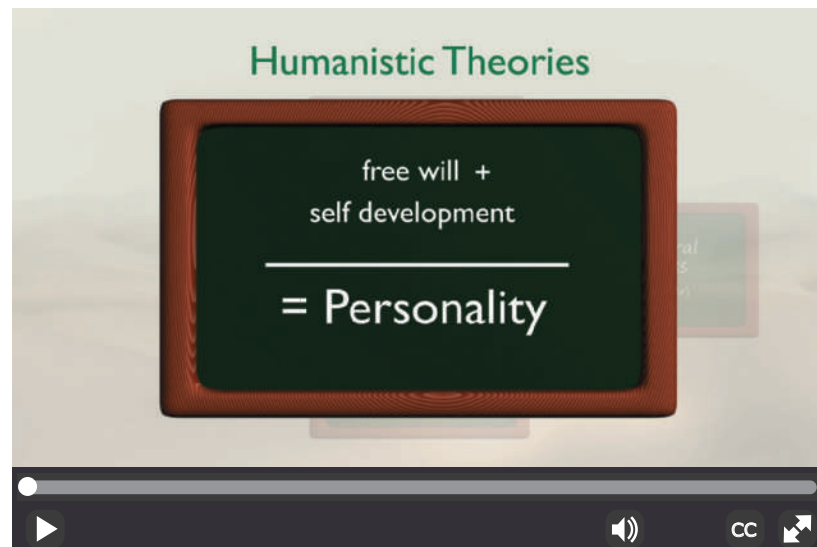 Humanistic Theories
free will +
self development
= Personality
CC